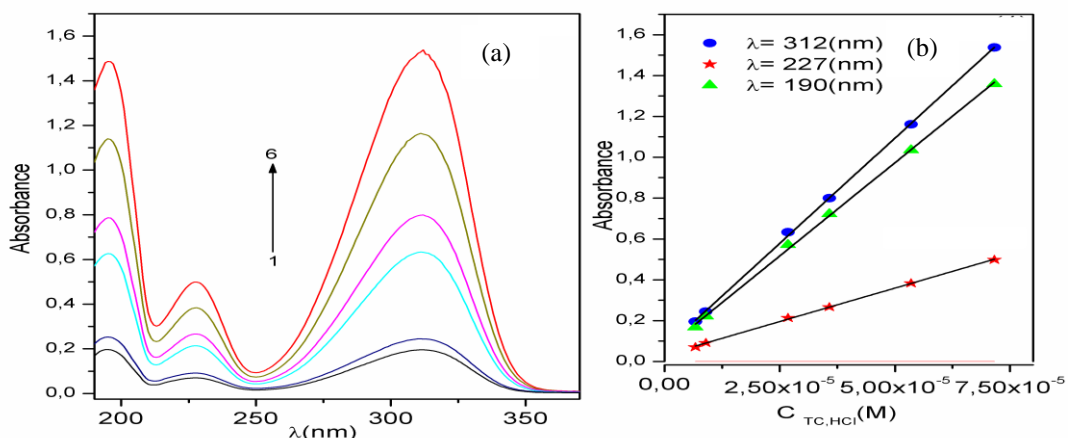 (a)
1,6
1,4
1,2
1,0
0,8
0,6
0,4
0,2
0,0
Absorbance
6
1
200
250
300
350
λ(nm)
(b)
λ= 312(nm)
λ= 227(nm)
λ= 190(nm)
1,6
1,4
1,2
1,0
0,8
0,6
0,4
0,2
0,0
Absorbance
0,00
2,50x10⁻⁵
5,00x10⁻⁵
7,50x10⁻⁵
C TC,HCl(M)